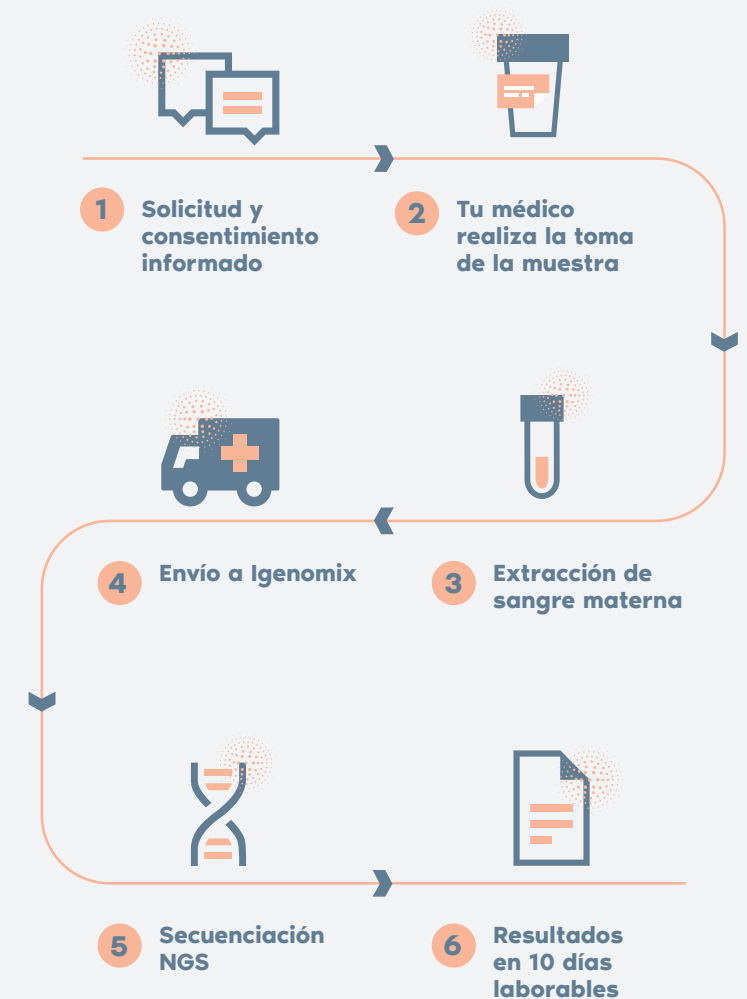 1
Solicitud y
consentimiento
informado
2
Tu médico
realiza la toma
de la muestra
3
Extracción de
sangre materna
4
Envío a Igenomix
5
Secuenciación
NGS
6
Resultados
en 10 días
laborables